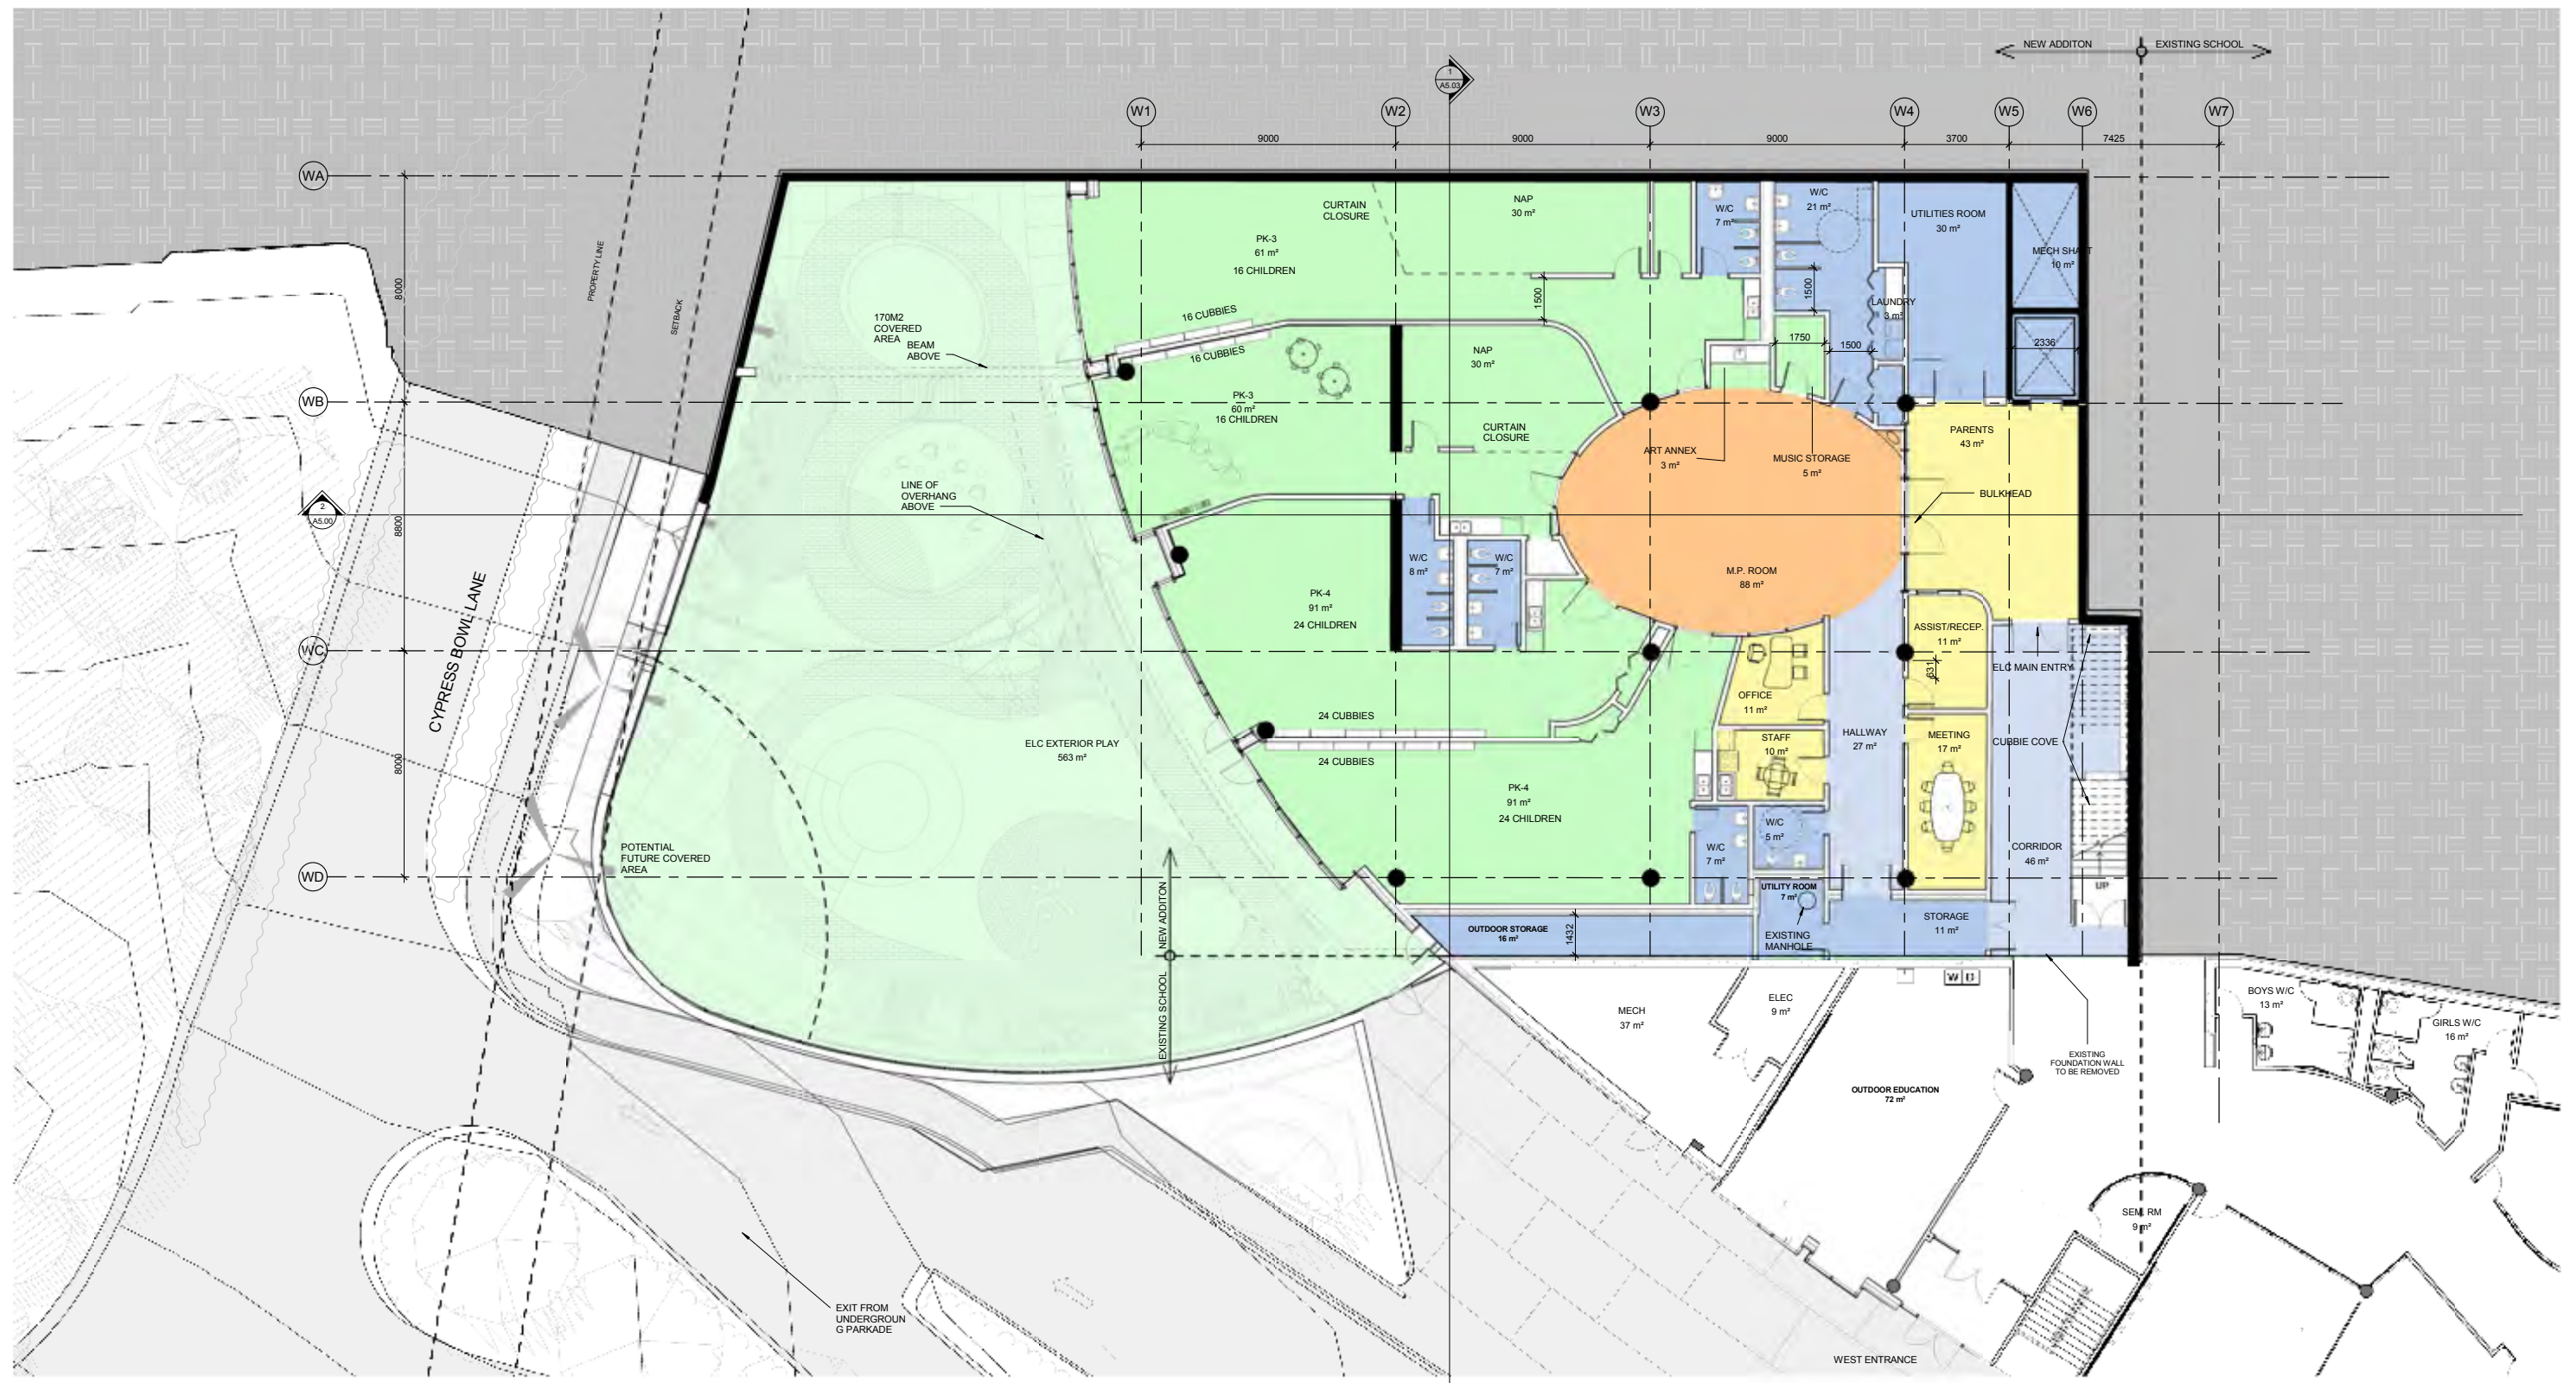 NEW ADDITON
EXISTING SCHOOL
1
A5.03
W1
W2
W3
W4
W5
W6
W7
9000
9000
9000
3700
7425
WA
WB
WC
WD
8000
8800
8000
2
A5.00
PROPERTY LINE
SETBACK
CYPRESS BOWL LANE
CURTAIN
CLOSURE
NAP
30 m²
PK-3
61 m²
16 CHILDREN
W/C
7 m²
W/C
21 m²
UTILITIES ROOM
30 m²
MECH SHAFT
10 m²
1500
1500
LAUNDRY
3 m²
1750
1500
2336
170M2
COVERED
AREA
BEAM
ABOVE
16 CUBBIES
16 CUBBIES
NAP
30 m²
PK-3
60 m²
16 CHILDREN
CURTAIN
CLOSURE
ART ANNEX
3 m²
MUSIC STORAGE
5 m²
PARENTS
43 m²
BULKHEAD
LINE OF
OVERHANG
ABOVE
W/C
8 m²
W/C
7 m²
M.P. ROOM
88 m²
PK-4
91 m²
24 CHILDREN
ASSIST/RECEP.
11 m²
631
ELC MAIN ENTRY
OFFICE
11 m²
24 CUBBIES
24 CUBBIES
ELC EXTERIOR PLAY
563 m²
STAFF
10 m²
HALLWAY
27 m²
MEETING
17 m²
CUBBIE COVE
PK-4
91 m²
24 CHILDREN
W/C
5 m²
W/C
7 m²
CORRIDOR
46 m²
UP
POTENTIAL
FUTURE COVERED
AREA
UTILITY ROOM
7 m²
NEW ADDITON
EXISTING SCHOOL
OUTDOOR STORAGE
16 m²
1432
EXISTING
MANHOLE
STORAGE
11 m²
W D
MECH
37 m²
ELEC
9 m²
BOYS W/C
13 m²
GIRLS W/C
16 m²
EXISTING
FOUNDATION WALL
TO BE REMOVED
OUTDOOR EDUCATION
72 m²
SEM. RM
9 m²
EXIT FROM
UNDERGROUN
G PARKADE
WEST ENTRANCE